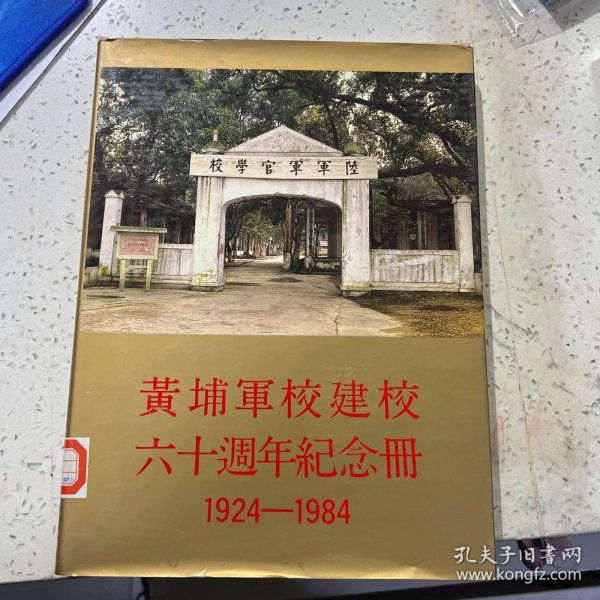 陸軍軍官學校
黃埔軍校建校
六十週年紀念冊
1924—1984
孔夫子旧书网
www.kongfz.com